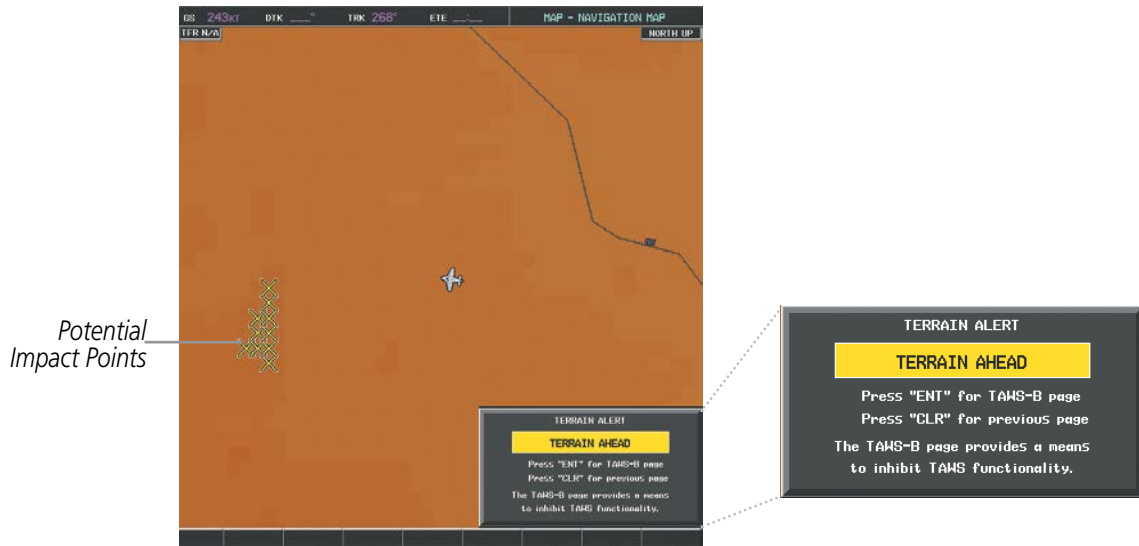 GS 243KT DTK ___° TRK 268° ETE __:__ MAP - NAVIGATION MAP
TFR N/A NORTH UP
Potential
Impact Points
TERRAIN ALERT
TERRAIN AHEAD
Press "ENT" for TAWS-B page
Press "CLR" for previous page
The TAWS-B page provides a means
to inhibit TAWS functionality.
TERRAIN ALERT
TERRAIN AHEAD
Press "ENT" for TAWS-B page
Press "CLR" for previous page
The TAWS-B page provides a means
to inhibit TAWS functionality.